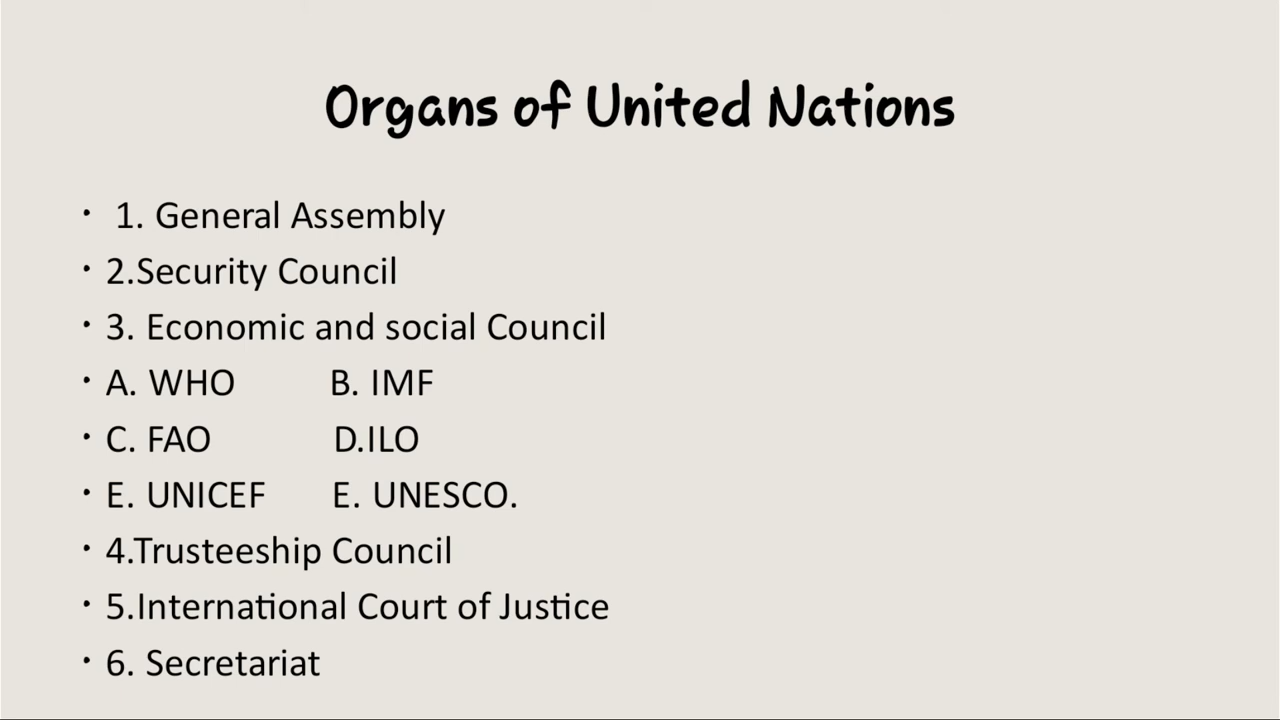 Organs of United Nations
• 1. General Assembly
• 2.Security Council
• 3. Economic and social Council
• A. WHO B. IMF
• C. FAO D.ILO
• E. UNICEF E. UNESCO.
• 4.Trusteeship Council
• 5.International Court of Justice
• 6. Secretariat